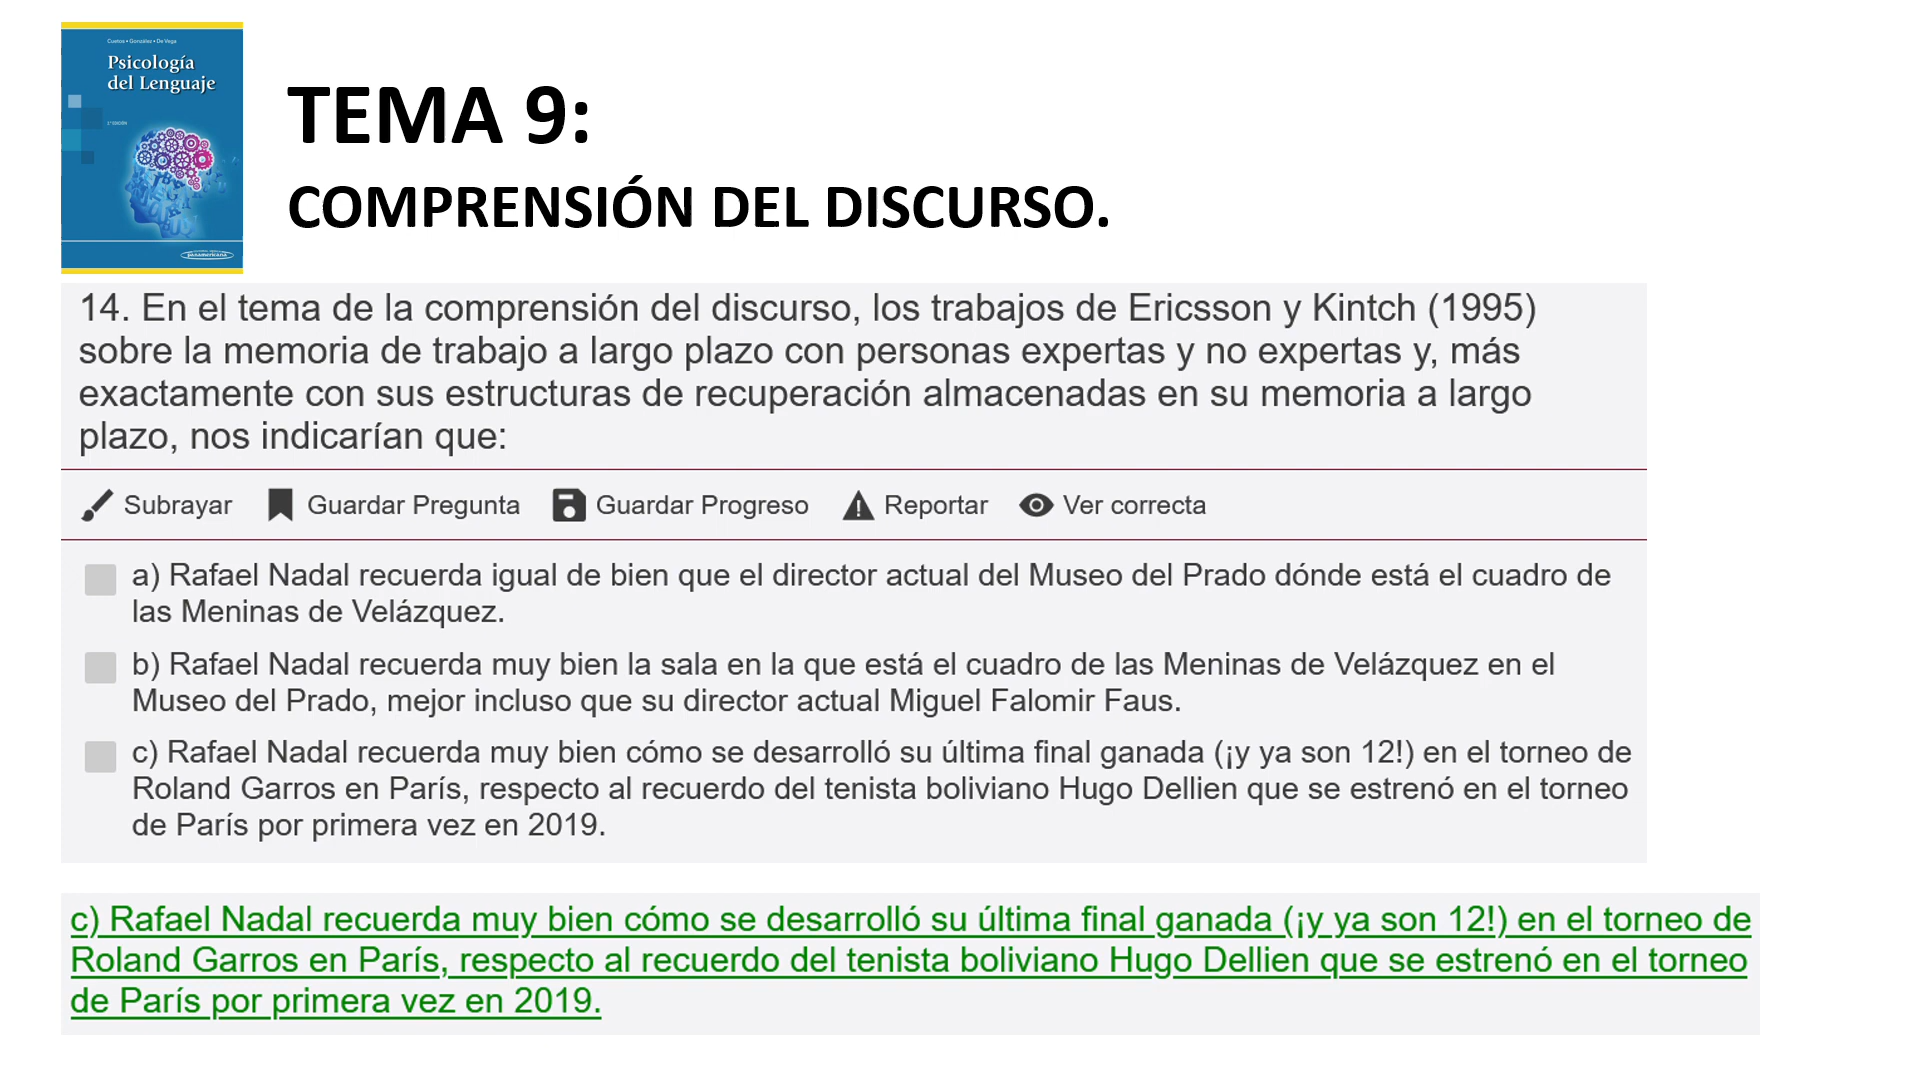 Cuetos • González • De Vega
Psicología
del Lenguaje
2.ª EDICIÓN
panamericana
TEMA 9:
COMPRENSIÓN DEL DISCURSO.
14. En el tema de la comprensión del discurso, los trabajos de Ericsson y Kintch (1995)
sobre la memoria de trabajo a largo plazo con personas expertas y no expertas y, más
exactamente con sus estructuras de recuperación almacenadas en su memoria a largo
plazo, nos indicarían que:
Subrayar Guardar Pregunta Guardar Progreso Reportar Ver correcta
a) Rafael Nadal recuerda igual de bien que el director actual del Museo del Prado dónde está el cuadro de
las Meninas de Velázquez.
b) Rafael Nadal recuerda muy bien la sala en la que está el cuadro de las Meninas de Velázquez en el
Museo del Prado, mejor incluso que su director actual Miguel Falomir Faus.
c) Rafael Nadal recuerda muy bien cómo se desarrolló su última final ganada (¡y ya son 12!) en el torneo de
Roland Garros en París, respecto al recuerdo del tenista boliviano Hugo Dellien que se estrenó en el torneo
de París por primera vez en 2019.
c) Rafael Nadal recuerda muy bien cómo se desarrolló su última final ganada (¡y ya son 12!) en el torneo de
Roland Garros en París, respecto al recuerdo del tenista boliviano Hugo Dellien que se estrenó en el torneo
de París por primera vez en 2019.